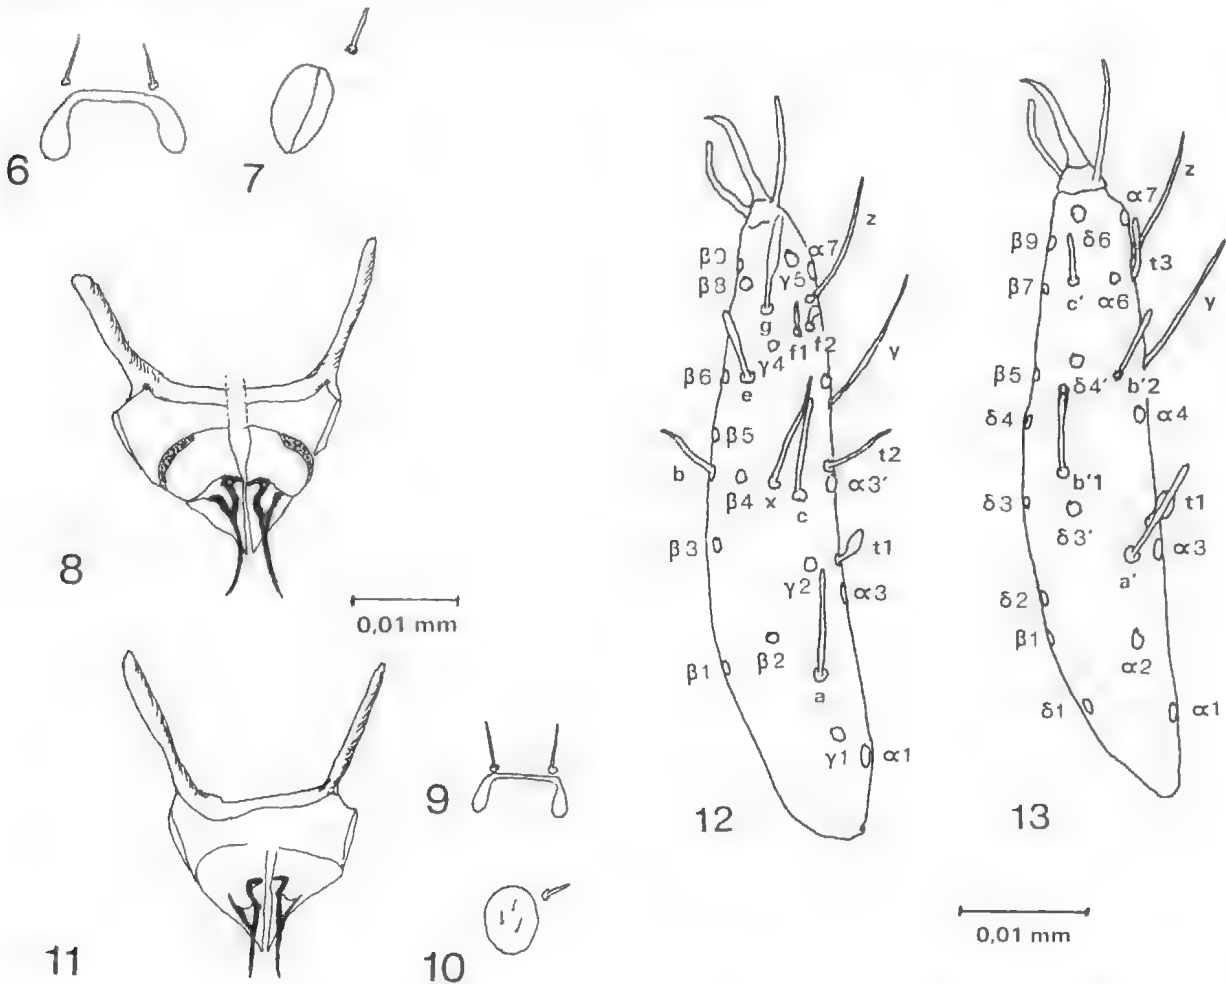 6
7
8
0,01 mm
9
10
11
z
α7
γ5
β9
β8
g
f1
f2
γ4
y
β6
e
β5
b
β4
x
c
t2
α3'
β3
t1
γ2
α3
β2
β1
a
γ1
α1
12
z
α7
δ6
β9
t3
c'
α6
β7
y
β5
δ4'
b'2
δ4
α4
b'1
δ3
δ3'
t1
a'
α3
δ2
β1
α2
δ1
α1
13
0,01 mm